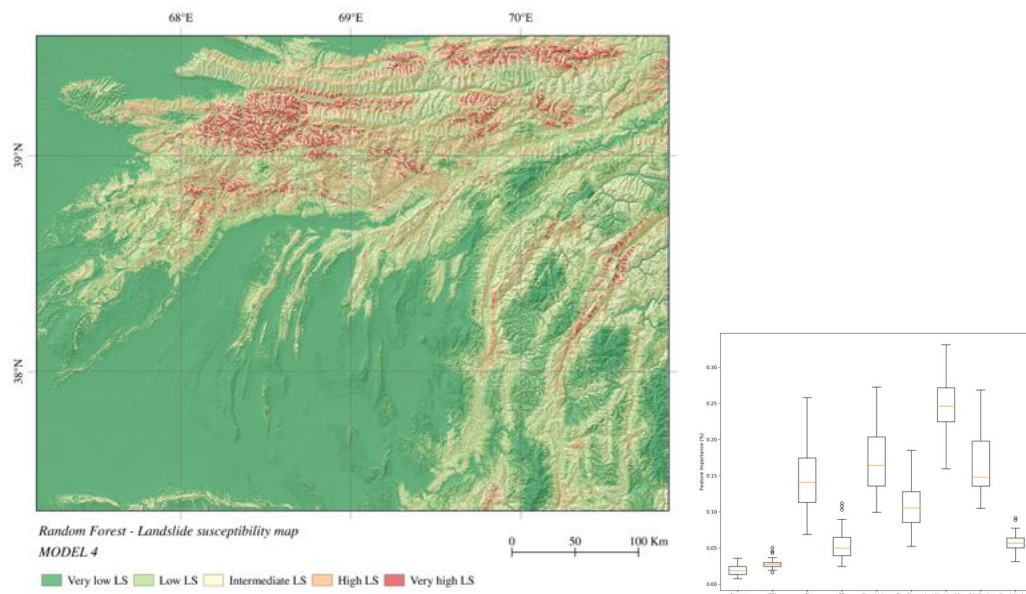 68°E 69°E 70°E
39°N
38°N
Random Forest - Landslide susceptibility map
MODEL 4
0 50 100 Km
Very low LS Low LS Intermediate LS High LS Very high LS
Feature importance (%)
0.30
0.25
0.20
0.15
0.10
0.05
0.00